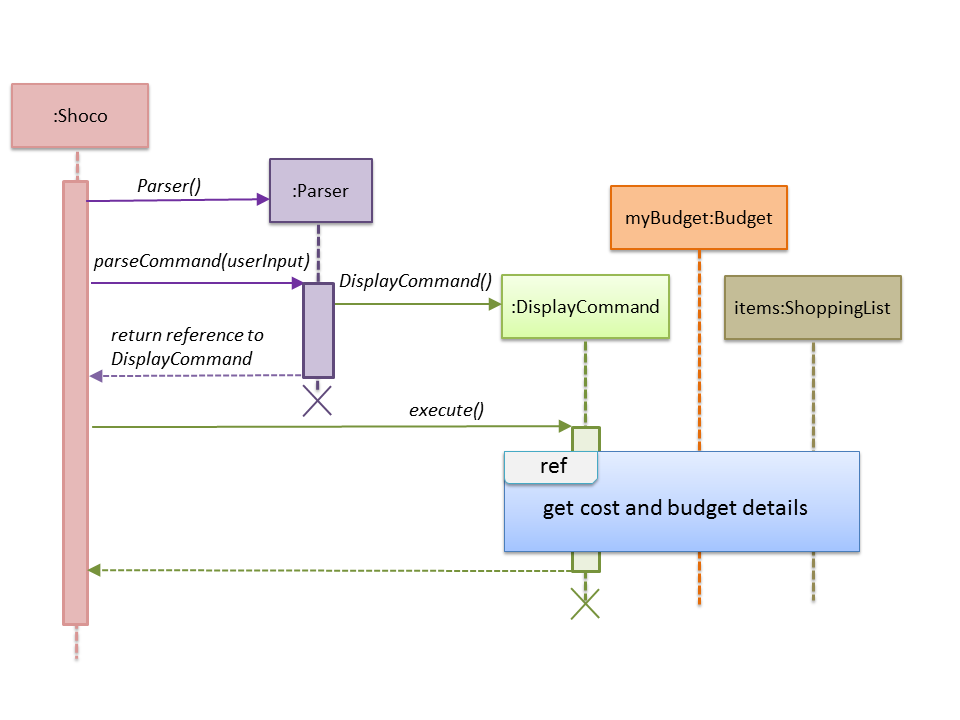 :Shoco
Parser()
:Parser
myBudget:Budget
parseCommand(userInput)
DisplayCommand()
:DisplayCommand
items:ShoppingList
return reference to
DisplayCommand
execute()
ref
get cost and budget details